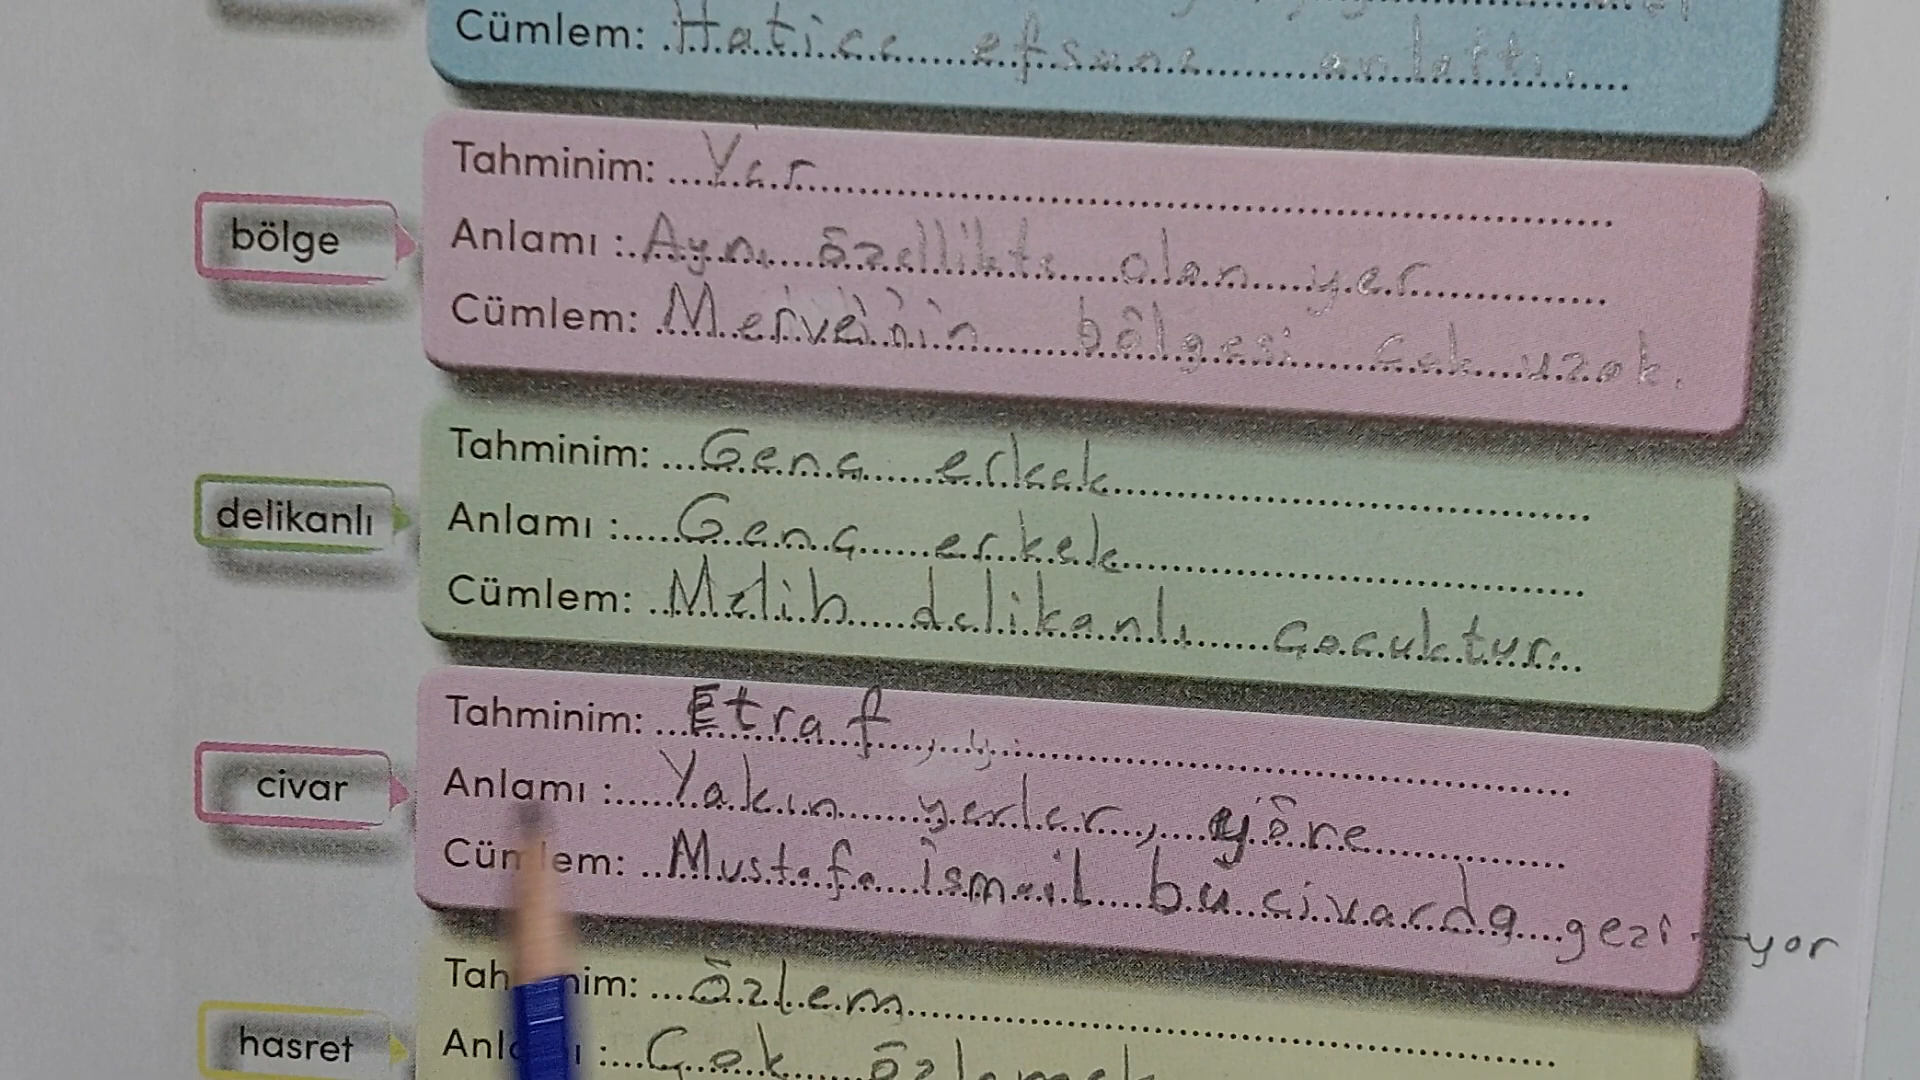 Cümlem: Hatice efsane anlattı.
Tahminim: Yer
bölge
Anlamı : Aynı özellikte olan yer
Cümlem: Merve'nin bölgesi çok uzak.
Tahminim: Genç erkek
delikanlı
Anlamı : Genç erkek
Cümlem: Melih delikanlı çocuktur.
Tahminim: Etraf
civar
Anlamı : Yakın yerler, yöre
Cümlem: Mustafa İsmail bu civarda gezi-yor
Tahminim: Özlem
hasret
Anlamı : Çok özlemek